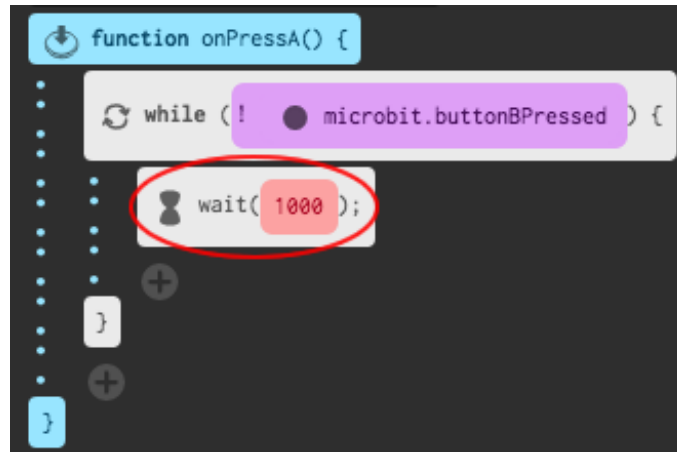 function onPressA() {
while (! microbit.buttonBPressed ) {
wait( 1000 );
}
}